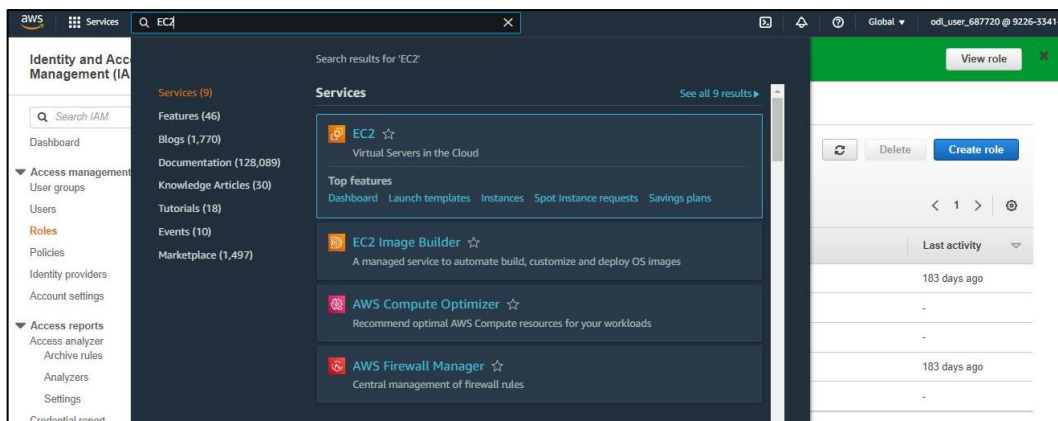 aws
Services
EC2
Global
odl_user_687720 @ 9226-3341
Identity and Acc
Management (IA
Search IAM
Dashboard
Access management
User groups
Users
Roles
Policies
Identity providers
Account settings
Access reports
Access analyzer
Archive rules
Analyzers
Settings
Credential report
Search results for 'EC2'
Services (9)
Features (46)
Blogs (1,770)
Documentation (128,089)
Knowledge Articles (30)
Tutorials (18)
Events (10)
Marketplace (1,497)
Services
See all 9 results
EC2
Virtual Servers in the Cloud
Top features
Dashboard Launch templates Instances Spot Instance requests Savings plans
EC2 Image Builder
A managed service to automate build, customize and deploy OS images
AWS Compute Optimizer
Recommend optimal AWS Compute resources for your workloads
AWS Firewall Manager
Central management of firewall rules
View role
Delete
Create role
1
Last activity
183 days ago
-
-
183 days ago
-